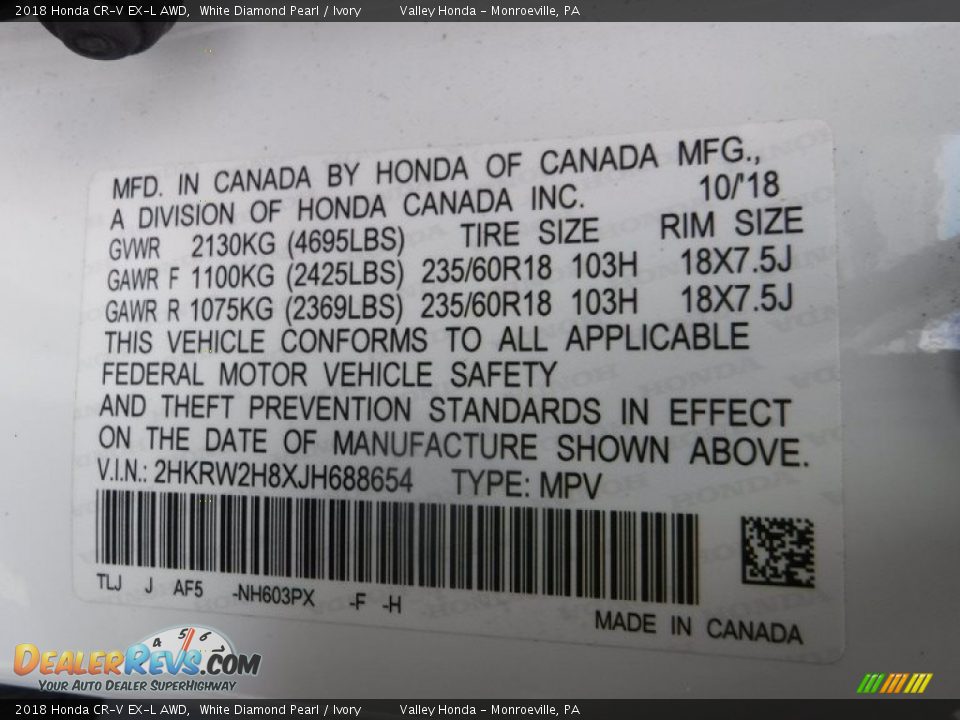 2018 Honda CR-V EX-L AWD, White Diamond Pearl / Ivory Valley Honda - Monroeville, PA
MFD. IN CANADA BY HONDA OF CANADA MFG.,
A DIVISION OF HONDA CANADA INC. 10/'18
GVWR 2130KG (4695LBS) TIRE SIZE RIM SIZE
GAWR F 1100KG (2425LBS) 235/60R18 103H 18X7.5J
GAWR R 1075KG (2369LBS) 235/60R18 103H 18X7.5J
THIS VEHICLE CONFORMS TO ALL APPLICABLE
FEDERAL MOTOR VEHICLE SAFETY
AND THEFT PREVENTION STANDARDS IN EFFECT
ON THE DATE OF MANUFACTURE SHOWN ABOVE.
V.I.N.: 2HKRW2H8XJH688654 TYPE: MPV
TLJ J AF5 -NH603PX -F -H
MADE IN CANADA
4 5 6
DEALERREVS.COM
YOUR AUTO DEALER SUPERHIGHWAY
2018 Honda CR-V EX-L AWD, White Diamond Pearl / Ivory Valley Honda - Monroeville, PA